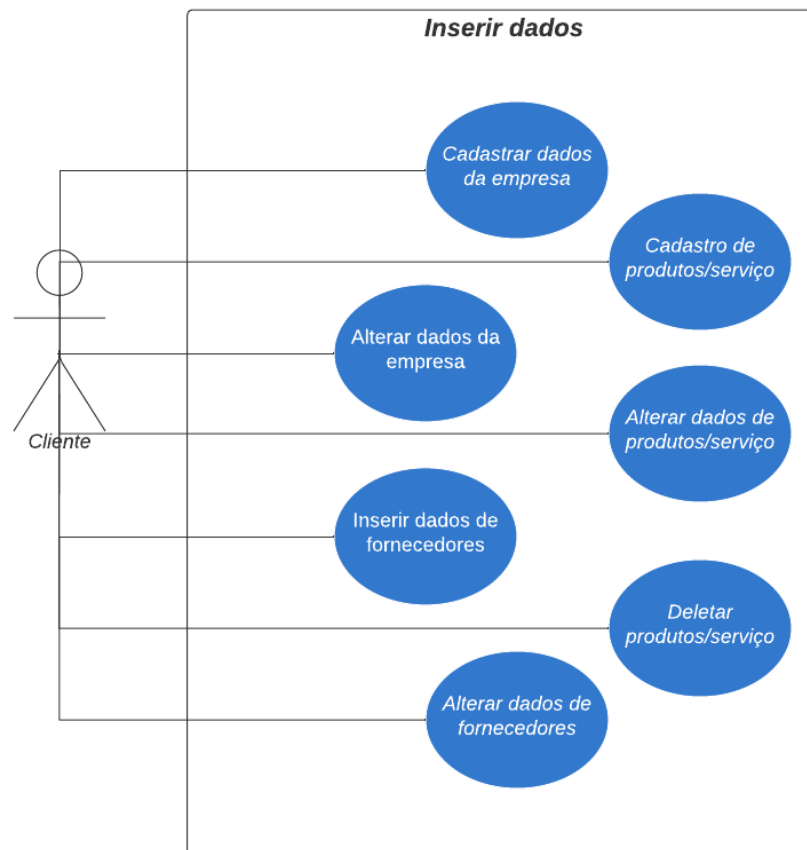 Inserir dados
Cadastrar dados
da empresa
Cadastro de
produtos/serviço
Alterar dados da
empresa
Alterar dados de
produtos/serviço
Cliente
Inserir dados de
fornecedores
Deletar
produtos/serviço
Alterar dados de
fornecedores